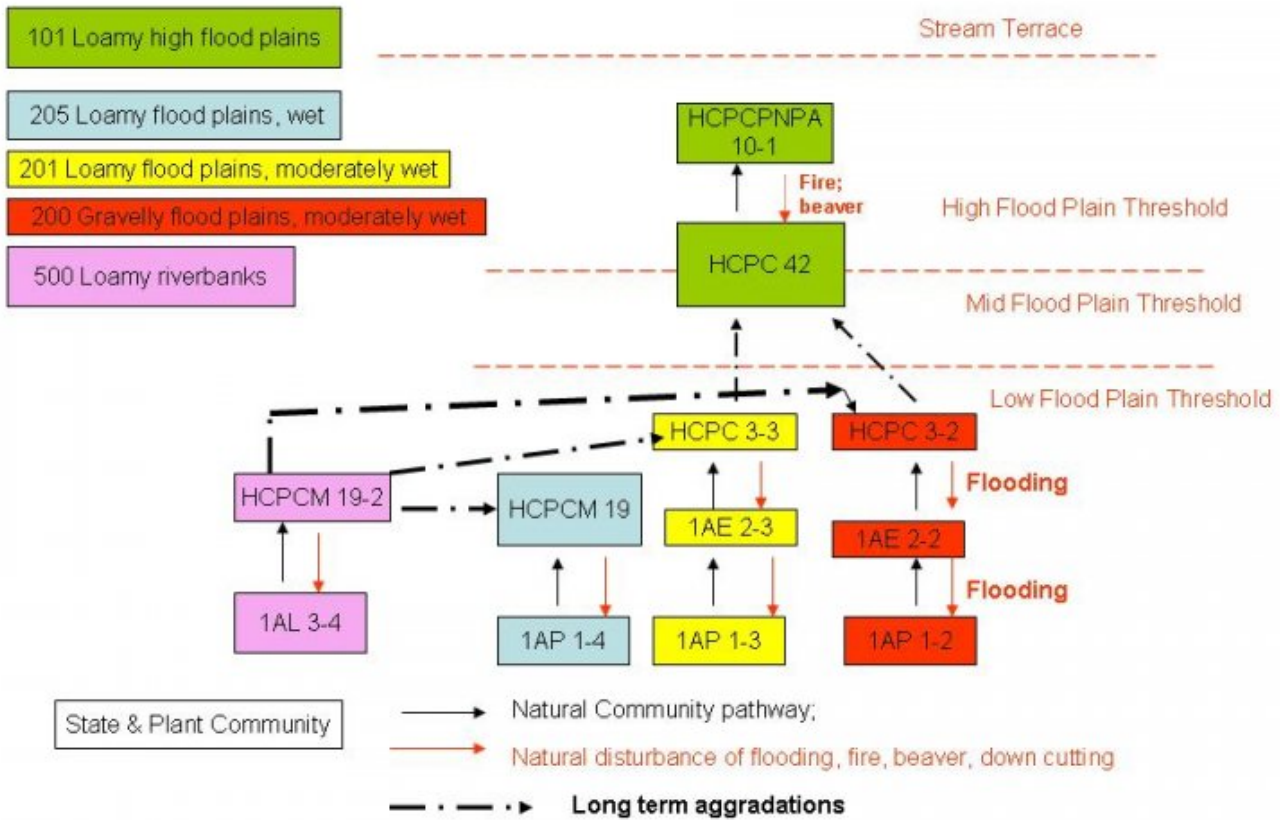 101 Loamy high flood plains
Stream Terrace
205 Loamy flood plains, wet
HCPCPNPA
10-1
201 Loamy flood plains, moderately wet
Fire;
beaver
200 Gravelly flood plains, moderately wet
High Flood Plain Threshold
500 Loamy riverbanks
HCPC 42
Mid Flood Plain Threshold
Low Flood Plain Threshold
HCPC 3-3
HCPC 3-2
HCPCM 19-2
HCPCM 19
Flooding
1AE 2-3
1AE 2-2
Flooding
1AL 3-4
1AP 1-4
1AP 1-3
1AP 1-2
State & Plant Community
Natural Community pathway;
Natural disturbance of flooding, fire, beaver, down cutting
Long term aggradations